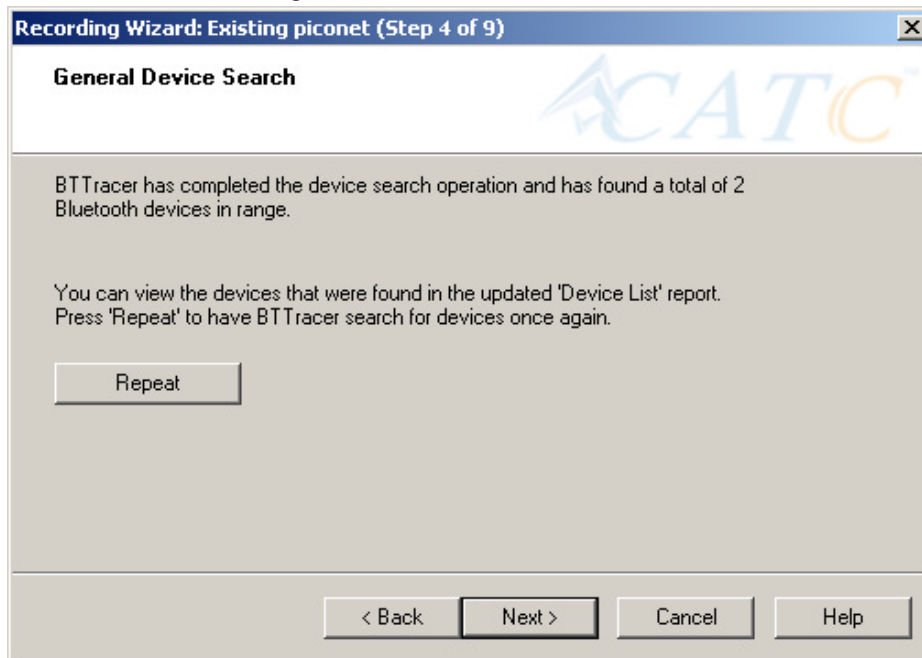 Recording Wizard: Existing piconet (Step 4 of 9)
General Device Search
CATC
BTTracer has completed the device search operation and has found a total of 2
Bluetooth devices in range.
You can view the devices that were found in the updated 'Device List' report.
Press 'Repeat' to have BTTracer search for devices once again.
Repeat
< Back Next > Cancel Help